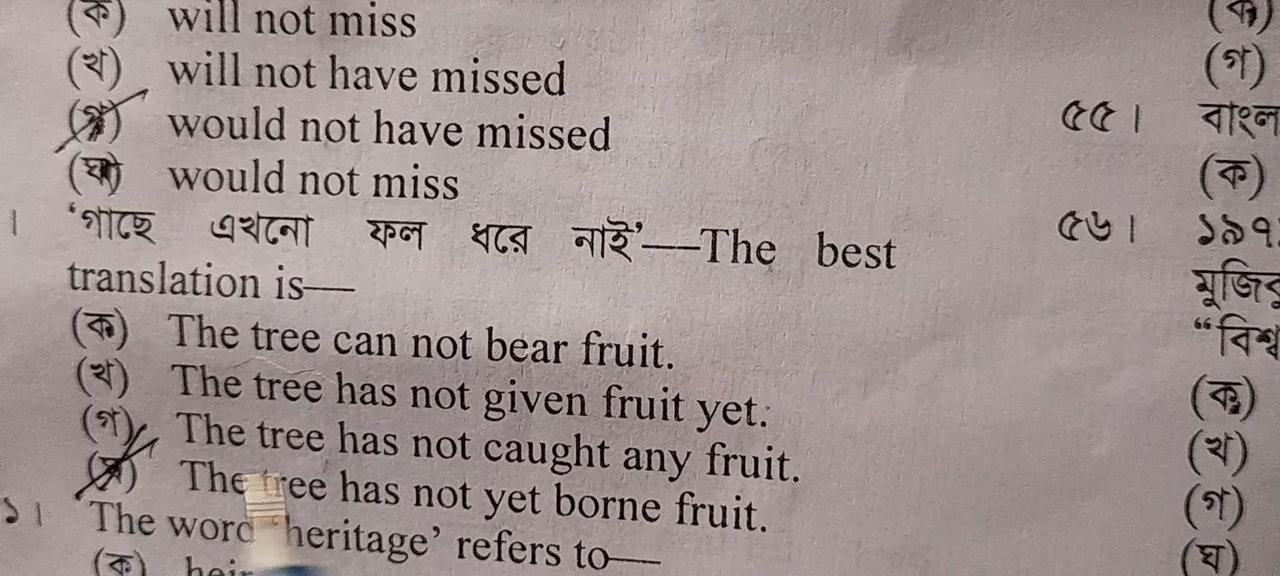 (ক) will not miss
(খ) will not have missed
(গ) would not have missed
(ঘ) would not miss
। ‘গাছে এখনো ফল ধরে নাই’—The best
translation is—
(ক) The tree can not bear fruit.
(খ) The tree has not given fruit yet.
(গ) The tree has not caught any fruit.
(ঘ) The tree has not yet borne fruit.
১। The word ‘heritage’ refers to—
(ক)
(ক)
(গ)
৫৫।
(ক)
৫৬।
(ক)
(খ)
(গ)
(ঘ)